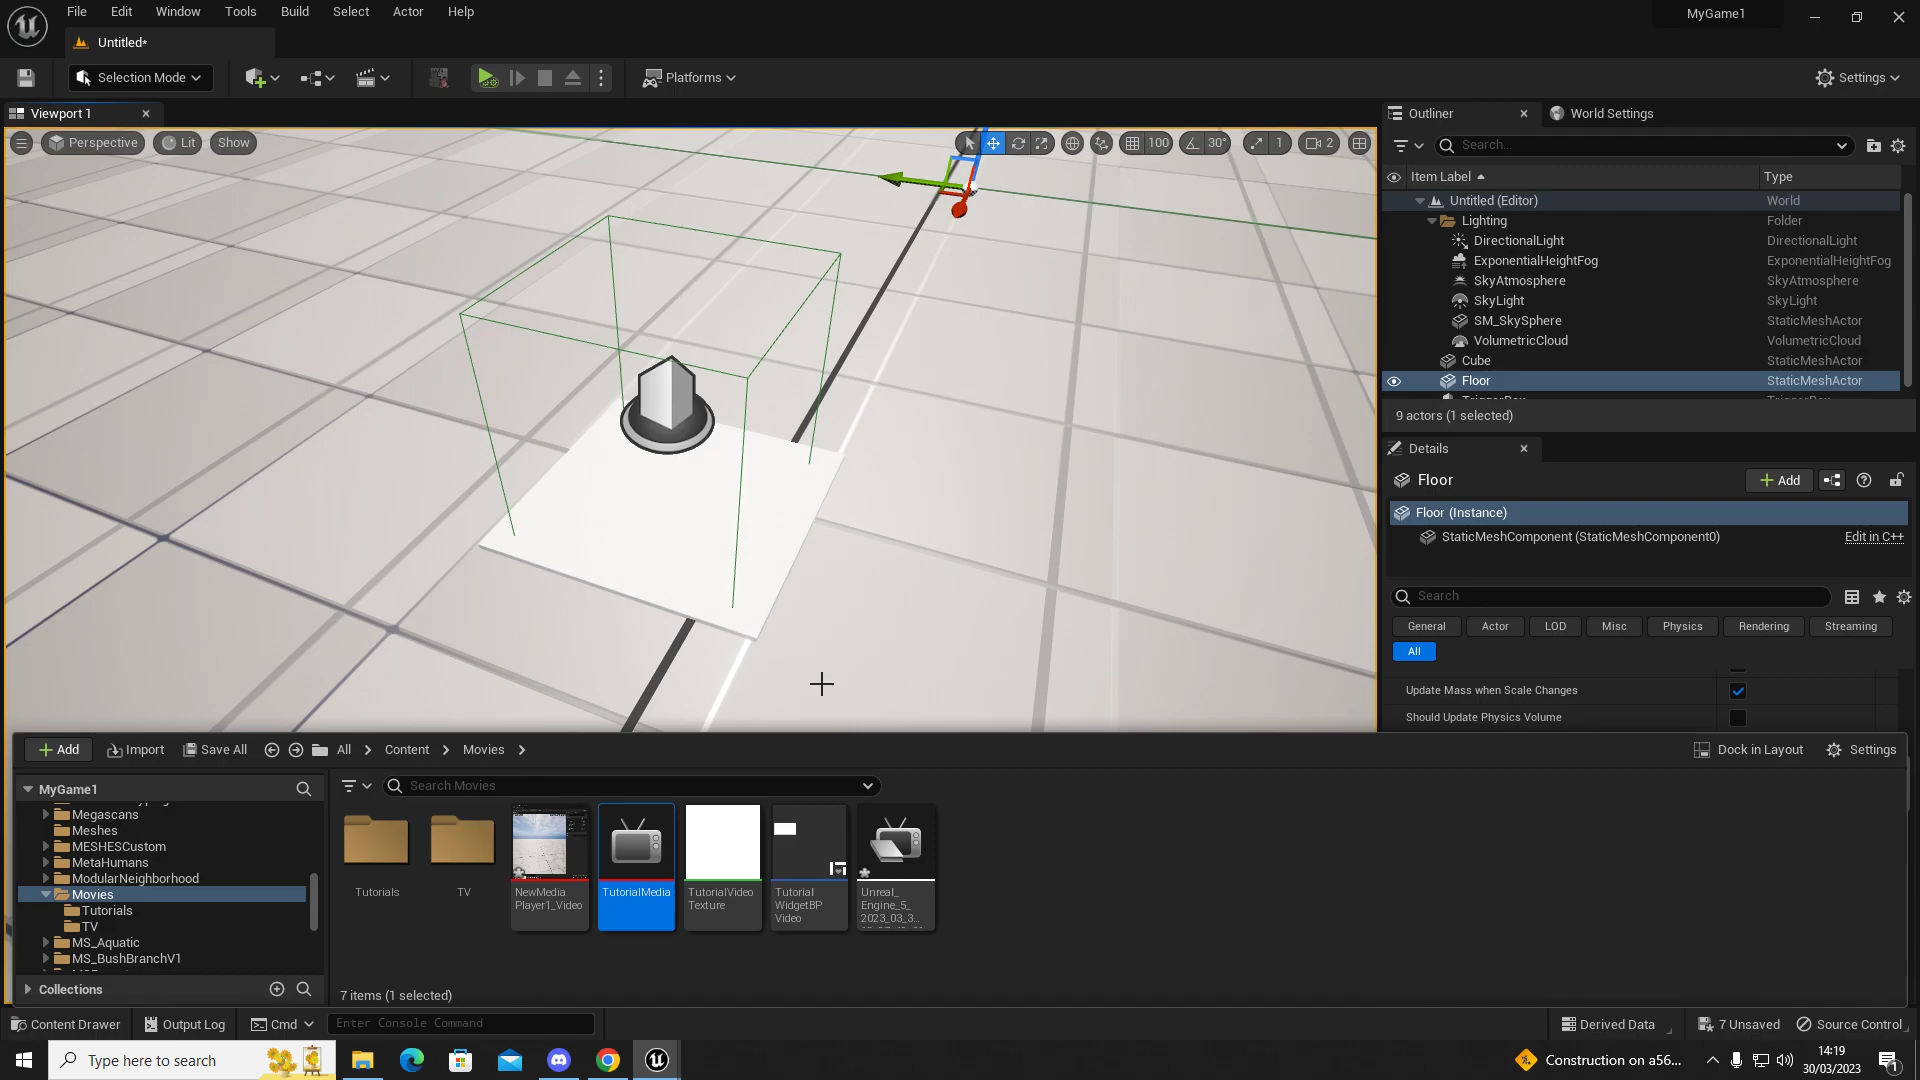 File Edit Window Tools Build Select Actor Help
MyGame1
Untitled*
Selection Mode
Platforms
Settings
Viewport 1
Perspective
Lit
Show
100
30°
1
2
Outliner
World Settings
Search...
Item Label
Type
Untitled (Editor)
World
Lighting
Folder
DirectionalLight
DirectionalLight
ExponentialHeightFog
ExponentialHeightFog
SkyAtmosphere
SkyAtmosphere
SkyLight
SkyLight
SM_SkySphere
StaticMeshActor
VolumetricCloud
VolumetricCloud
Cube
StaticMeshActor
Floor
StaticMeshActor
9 actors (1 selected)
Details
Floor
Add
Floor (Instance)
StaticMeshComponent (StaticMeshComponent0)
Edit in C++
Search
General
Actor
LOD
Misc
Physics
Rendering
Streaming
All
Update Mass when Scale Changes
Should Update Physics Volume
Add
Import
Save All
All
Content
Movies
Dock in Layout
Settings
MyGame1
Megascans
Meshes
MESHESCustom
MetaHumans
ModularNeighborhood
Movies
Tutorials
TV
MS_Aquatic
MS_BushBranchV1
Collections
Search Movies
Tutorials
TV
NewMedia
Player1_Video
TutorialMedia
TutorialVideo
Texture
Tutorial
WidgetBP
Video
Unreal_
Engine_5_
2023_03_3...
7 items (1 selected)
Content Drawer
Output Log
Cmd
Enter Console Command
Derived Data
7 Unsaved
Source Control
Type here to search
Construction on a56...
14:19
30/03/2023
1